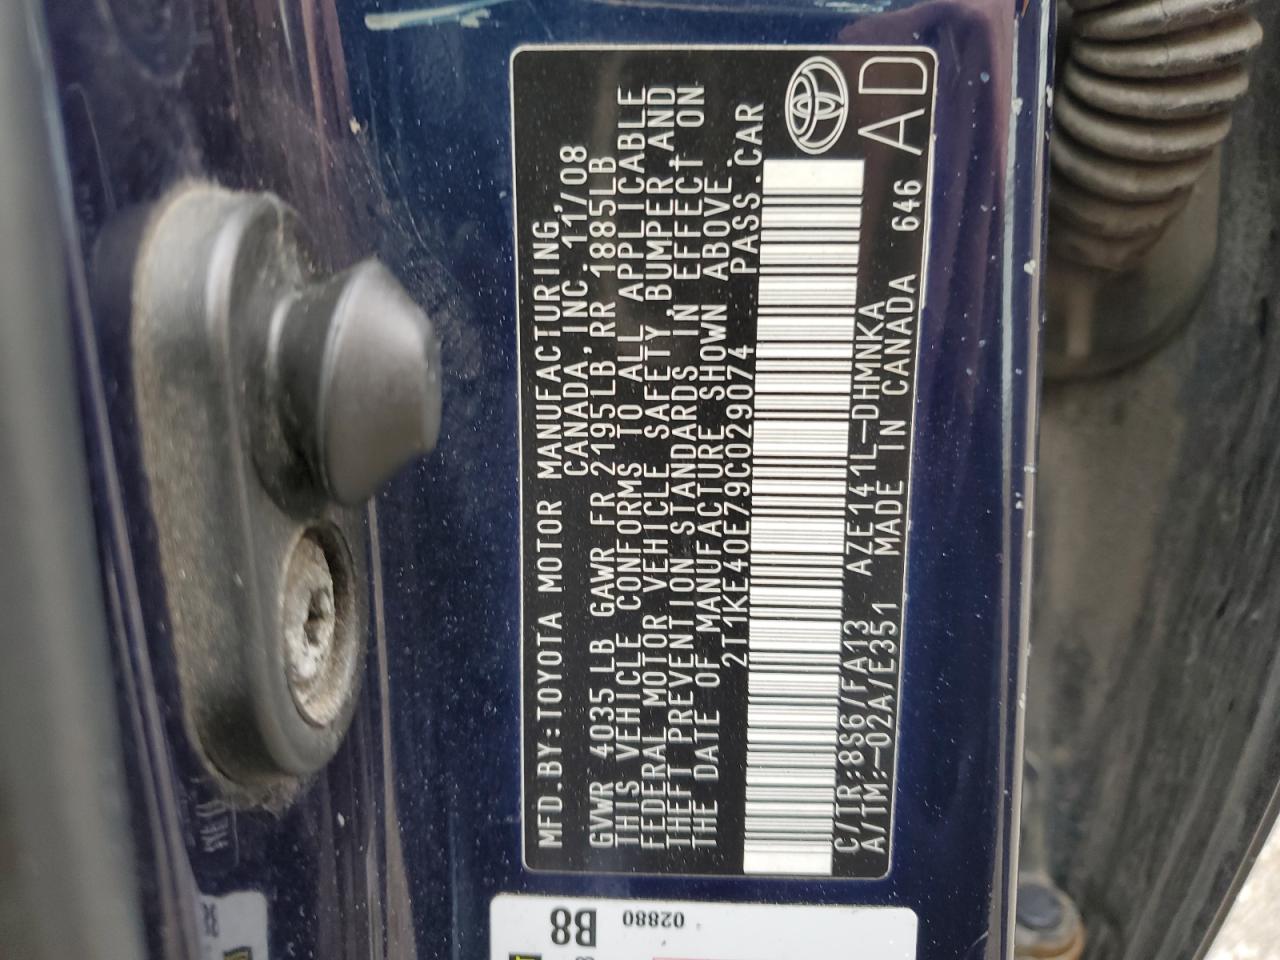 MFD.BY:TOYOTA MOTOR MANUFACTURING,
CANADA, INC. 11/08
GVWR 4035 LB GAWR FR 2195LB RR 1885LB
THIS VEHICLE CONFORMS TO ALL APPLICABLE
FEDERAL MOTOR VEHICLE SAFETY, BUMPER, AND
THEFT PREVENTION STANDARDS IN EFFECT ON
THE DATE OF MANUFACTURE SHOWN ABOVE.
2T1KE40E79C029074 PASS.CAR
C/TR:8S6/FA13 AZE141L-DHMNKA
A/TM:-02A/E351 MADE IN CANADA 646
AD
B8
02880